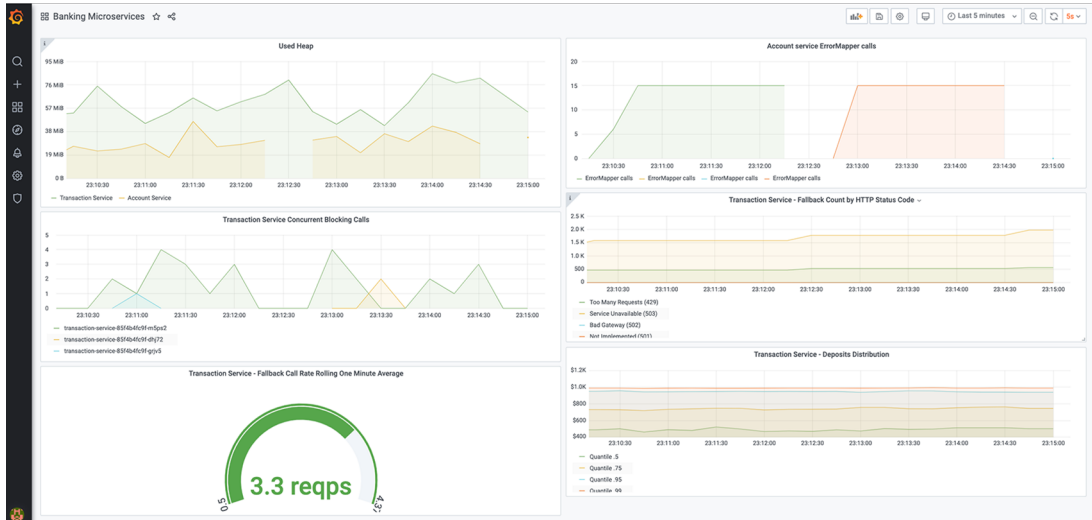 Banking Microservices
Last 5 minutes
5s
Used Heap
95 MiB
76 MiB
57 MiB
38 MiB
19 MiB
0 B
23:10:30 23:11:00 23:11:30 23:12:00 23:12:30 23:13:00 23:13:30 23:14:00 23:14:30 23:15:00
Transaction Service Account Service
Account service ErrorMapper calls
20
15
10
5
0
23:10:30 23:11:00 23:11:30 23:12:00 23:12:30 23:13:00 23:13:30 23:14:00 23:14:30 23:15:00
ErrorMapper calls ErrorMapper calls ErrorMapper calls ErrorMapper calls
Transaction Service Concurrent Blocking Calls
5
4
3
2
1
0
23:10:30 23:11:00 23:11:30 23:12:00 23:12:30 23:13:00 23:13:30 23:14:00 23:14:30 23:15:00
transaction-service-85f4b4fc9f-m5ps2
transaction-service-85f4b4fc9f-dhj72
transaction-service-85f4b4fc9f-grjv5
Transaction Service - Fallback Count by HTTP Status Code
2.5 K
2.0 K
1.5 K
500
0
23:10:30 23:11:00 23:11:30 23:12:00 23:12:30 23:13:00 23:13:30 23:14:00 23:14:30 23:15:00
Too Many Requests (429)
Service Unavailable (503)
Bad Gateway (502)
Not Implemented (501)
Transaction Service - Fallback Call Rate Rolling One Minute Average
3.3 reqps
0.5
Transaction Service - Deposits Distribution
$1.2K
$1.0K
$800
$600
$400
23:10:30 23:11:00 23:11:30 23:12:00 23:12:30 23:13:00 23:13:30 23:14:00 23:14:30 23:15:00
Quantile .5
Quantile .75
Quantile .95
Quantile .99